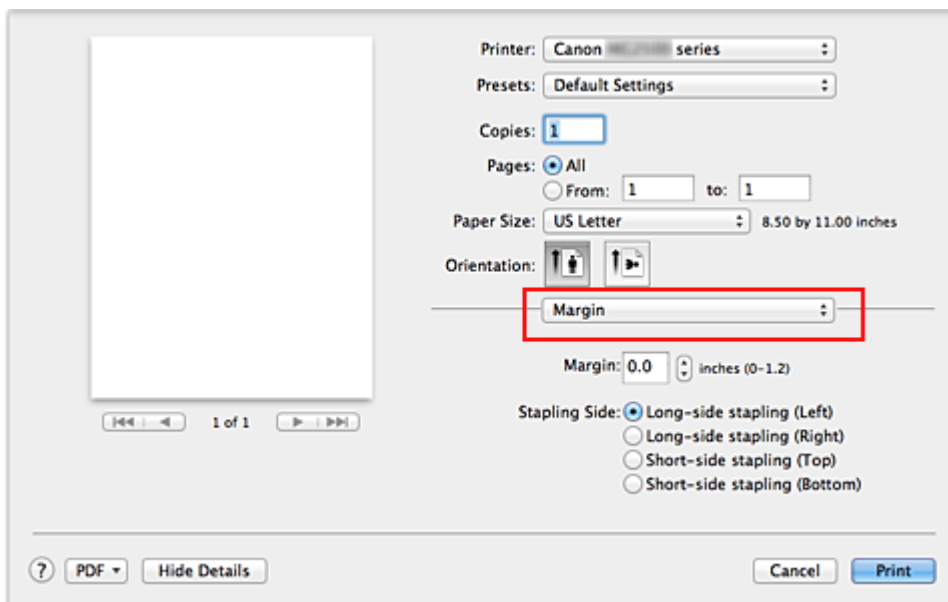 Printer: Canon series
Presets: Default Settings
Copies: 1
Pages: All
From: 1 to: 1
Paper Size: US Letter 8.50 by 11.00 inches
Orientation:
Margin
Margin: 0.0 inches (0-1.2)
1 of 1
Stapling Side: Long-side stapling (Left)
Long-side stapling (Right)
Short-side stapling (Top)
Short-side stapling (Bottom)
? PDF Hide Details Cancel Print